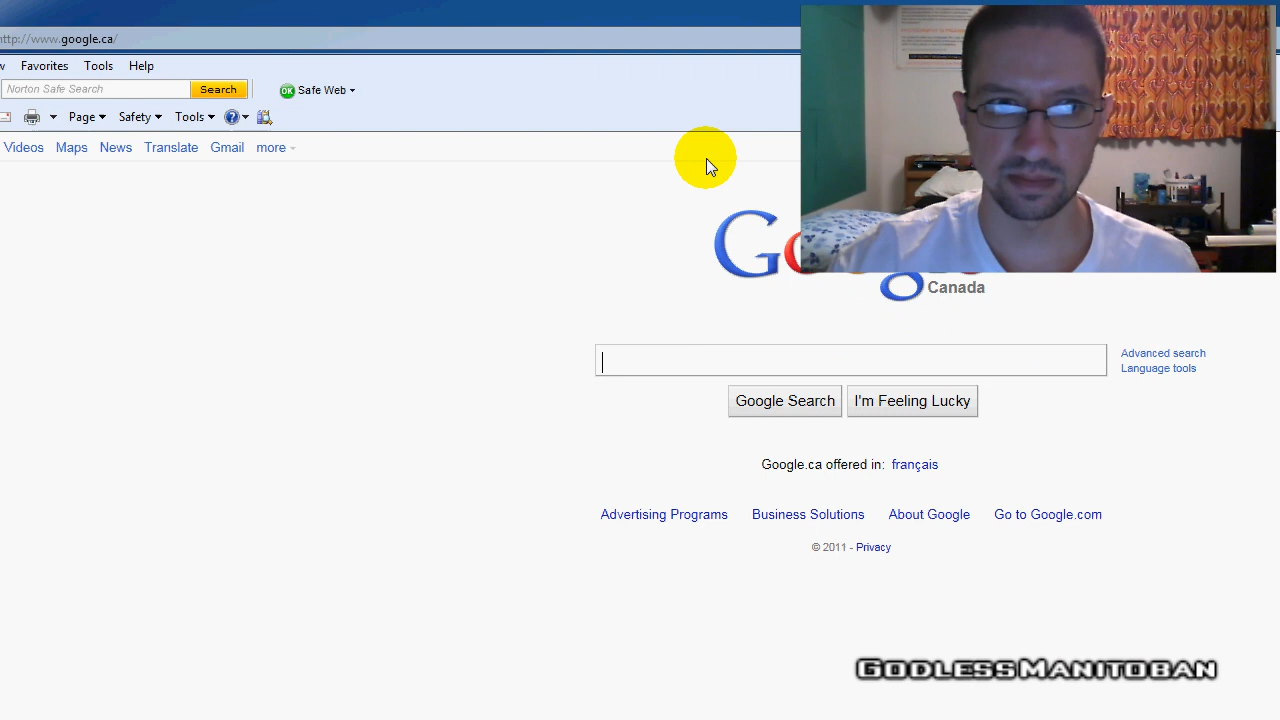 http://www.google.ca/
Favorites Tools Help
Norton Safe Search Search OK Safe Web
Page Safety Tools ?
Videos Maps News Translate Gmail more
Canada
Advanced search
Language tools
Google Search I'm Feeling Lucky
Google.ca offered in: français
Advertising Programs Business Solutions About Google Go to Google.com
© 2011 - Privacy
GodlessManitoban